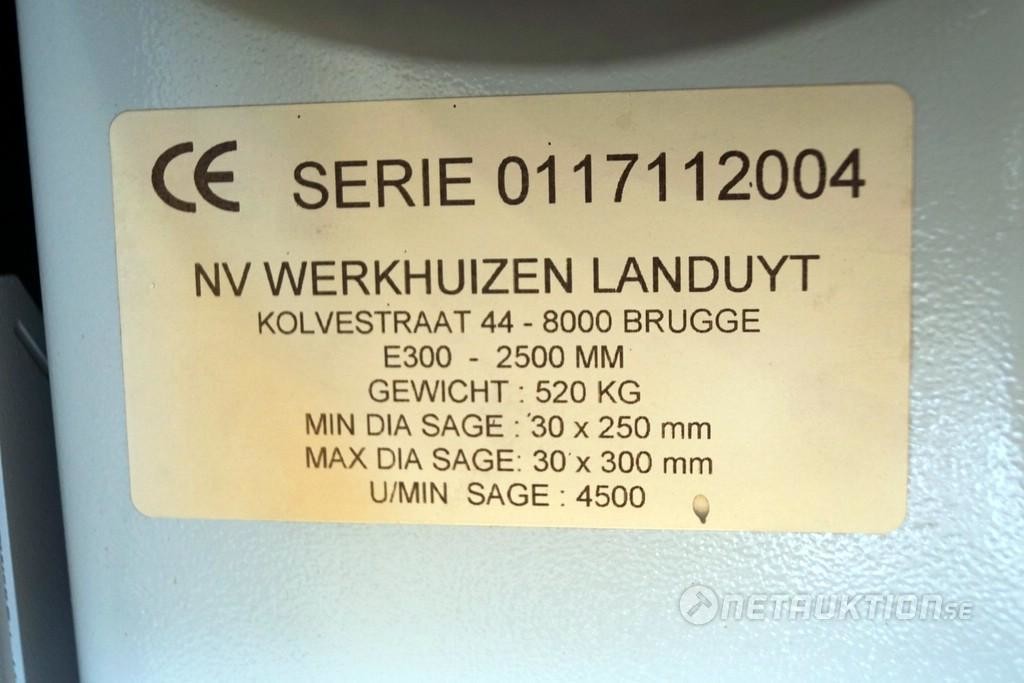 CE SERIE 0117112004
NV WERKHUIZEN LANDUYT
KOLVESTRAAT 44 - 8000 BRUGGE
E300 - 2500 MM
GEWICHT : 520 KG
MIN DIA SAGE : 30 x 250 mm
MAX DIA SAGE: 30 x 300 mm
U/MIN SAGE : 4500
NETAUKTION.SE